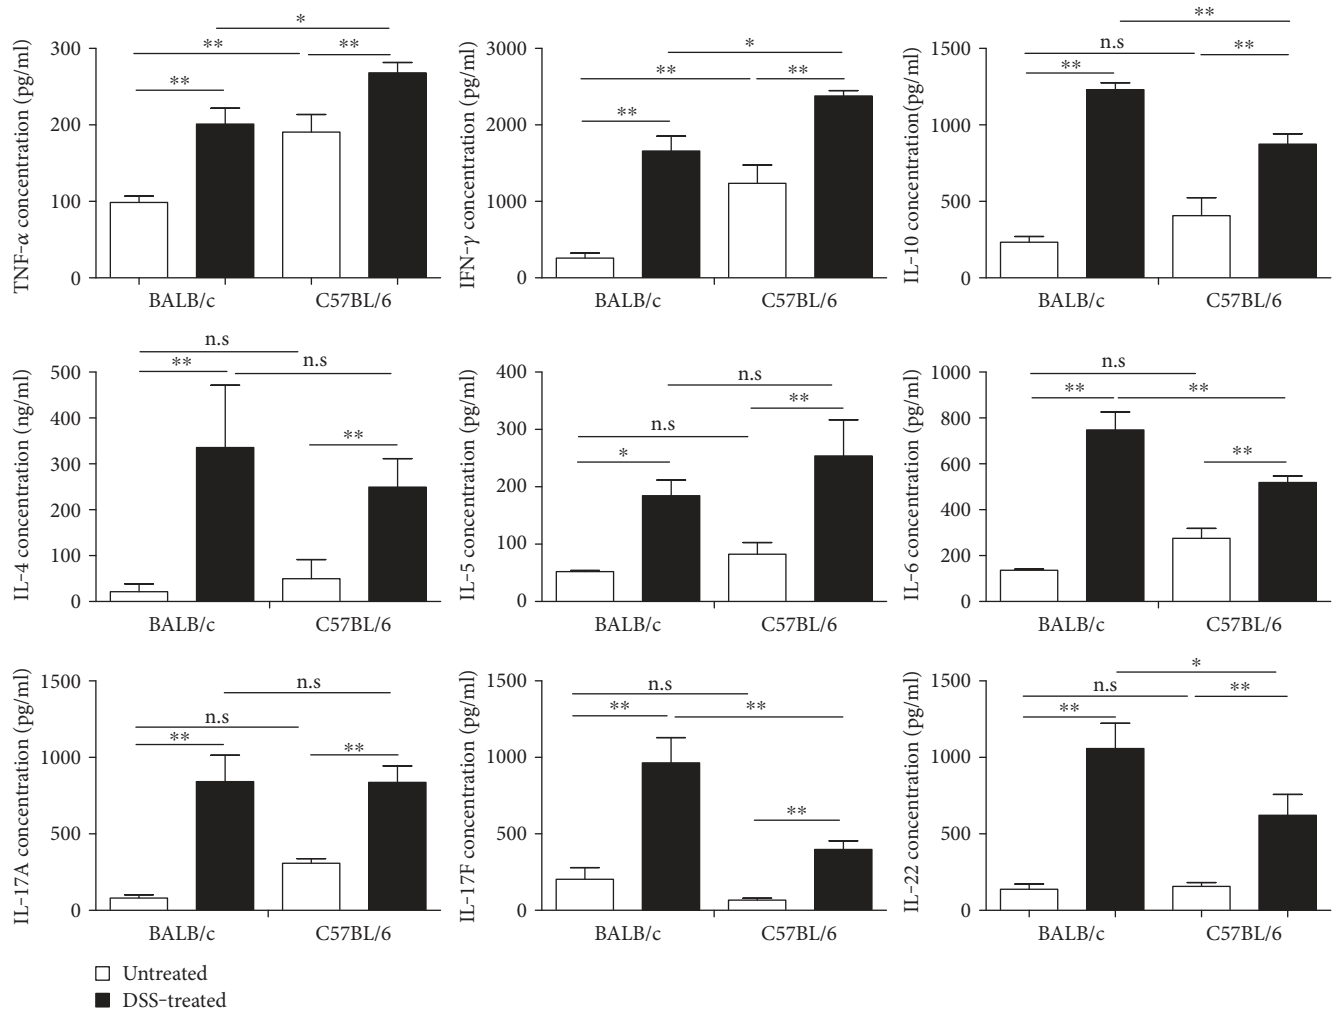 TNF-α concentration (pg/ml)
300
200
100
0
**
**
*
**
BALB/c C57BL/6
IFN-γ concentration (pg/ml)
3000
2000
1000
0
**
**
*
**
BALB/c C57BL/6
IL-10 concentration(pg/ml)
1500
1000
500
0
**
n.s
**
**
BALB/c C57BL/6
IL-4 concentration (ng/ml)
500
400
300
200
100
0
n.s
**
n.s
**
BALB/c C57BL/6
IL-5 concentration (pg/ml)
400
300
200
100
0
n.s
**
n.s
*
BALB/c C57BL/6
IL-6 concentration (pg/ml)
1000
800
600
400
200
0
n.s
**
**
**
BALB/c C57BL/6
IL-17A concentration (pg/ml)
1500
1000
500
0
n.s
n.s
**
**
BALB/c C57BL/6
IL-17F concentration (pg/ml)
1500
1000
500
0
n.s
**
**
**
BALB/c C57BL/6
IL-22 concentration (pg/ml)
1500
1000
500
0
*
n.s
**
**
BALB/c C57BL/6
Untreated
DSS-treated